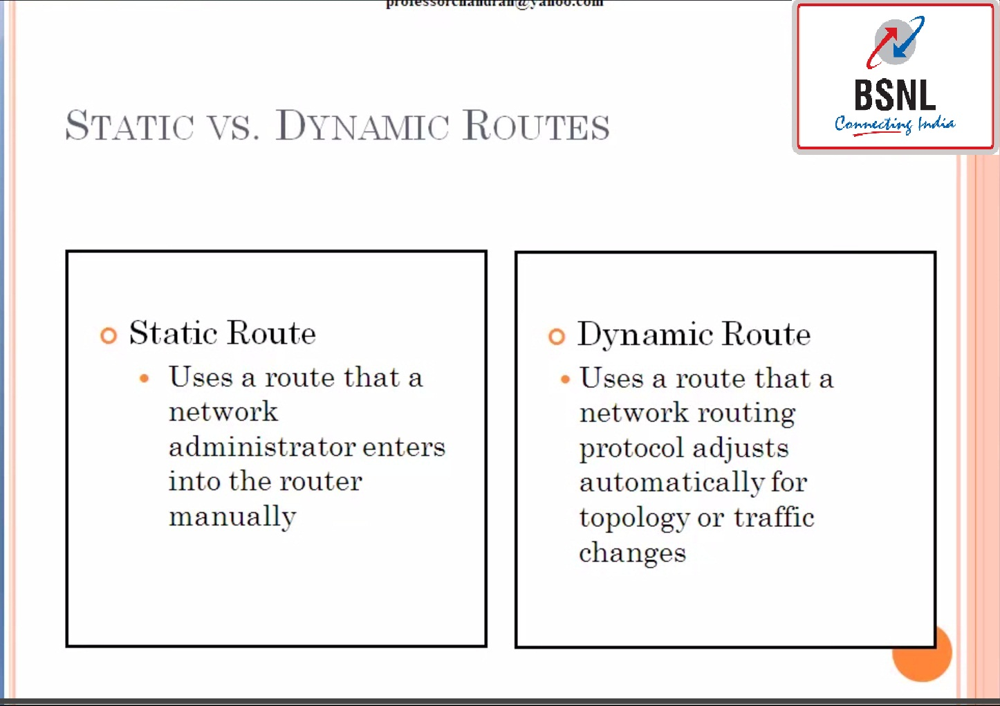 professorchandran@yahoo.com
BSNL
Connecting India
STATIC VS. DYNAMIC ROUTES
Static Route
Uses a route that a
network
administrator enters
into the router
manually
Dynamic Route
Uses a route that a
network routing
protocol adjusts
automatically for
topology or traffic
changes